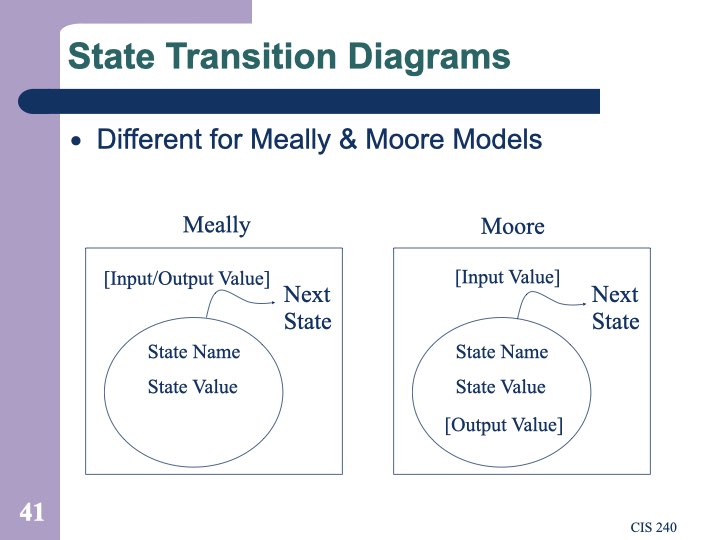 State Transition Diagrams
• Different for Meally & Moore Models
Meally
[Input/Output Value]
Next
State
State Name
State Value
Moore
[Input Value]
Next
State
State Name
State Value
[Output Value]
41
CIS 240